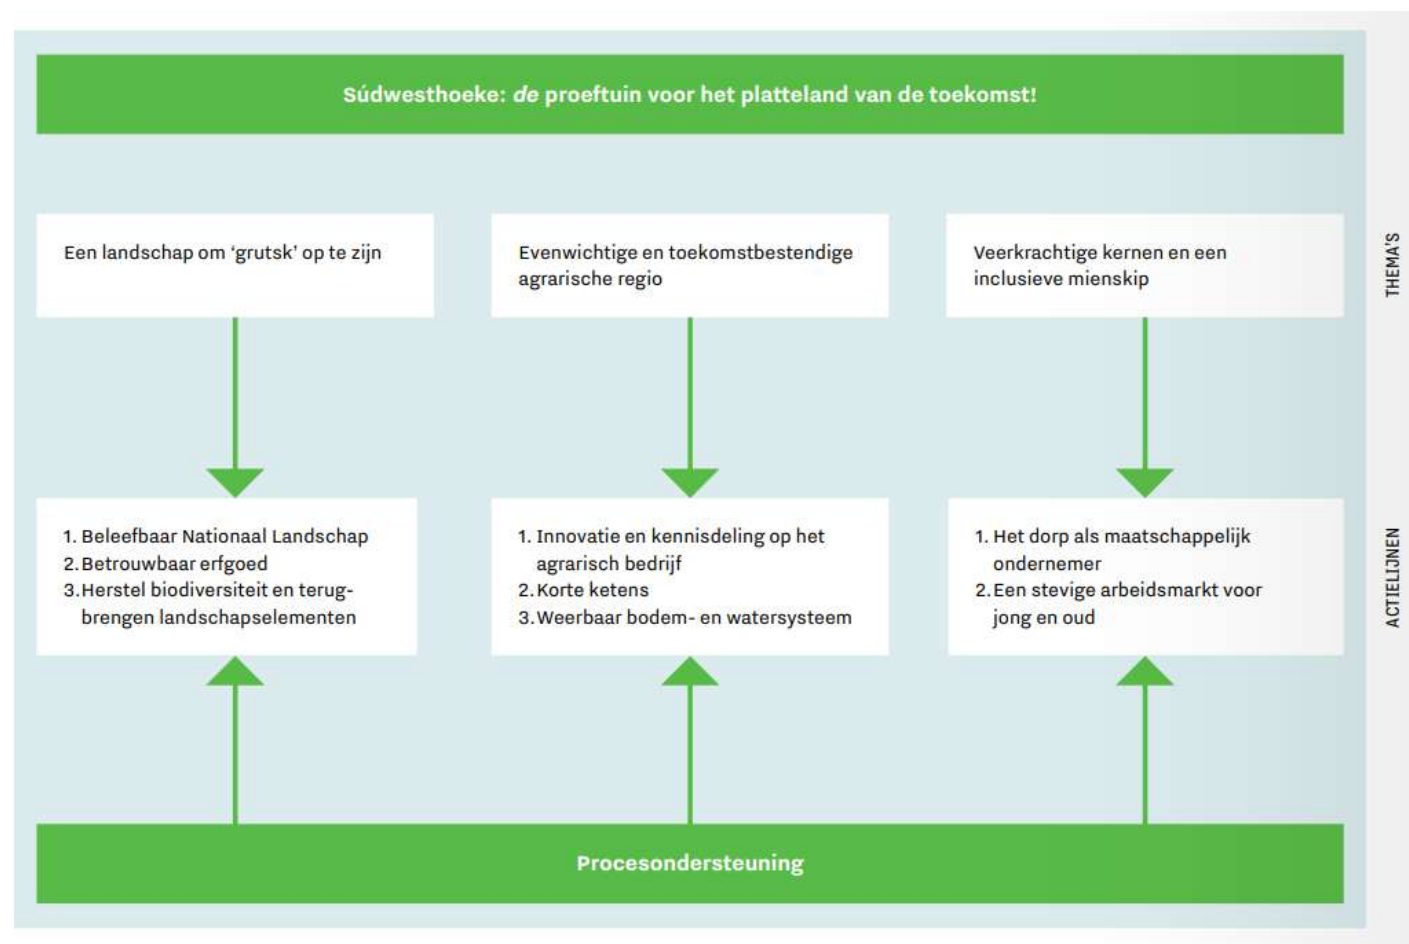 Súdwesthoeke: de proeftuin voor het platteland van de toekomst!
Een landschap om ‘grutsk’ op te zijn
Evenwichtige en toekomstbestendige
agrarische regio
Veerkrachtige kernen en een
inclusieve mienskip
THEMA'S
1. Beleefbaar Nationaal Landschap
2. Betrouwbaar erfgoed
3. Herstel biodiversiteit en terug-
brengen landschapselementen
1. Innovatie en kennisdeling op het
agrarisch bedrijf
2. Korte ketens
3. Weerbaar bodem- en watersysteem
1. Het dorp als maatschappelijk
ondernemer
2. Een stevige arbeidsmarkt voor
jong en oud
ACTIELIJNEN
Procesondersteuning